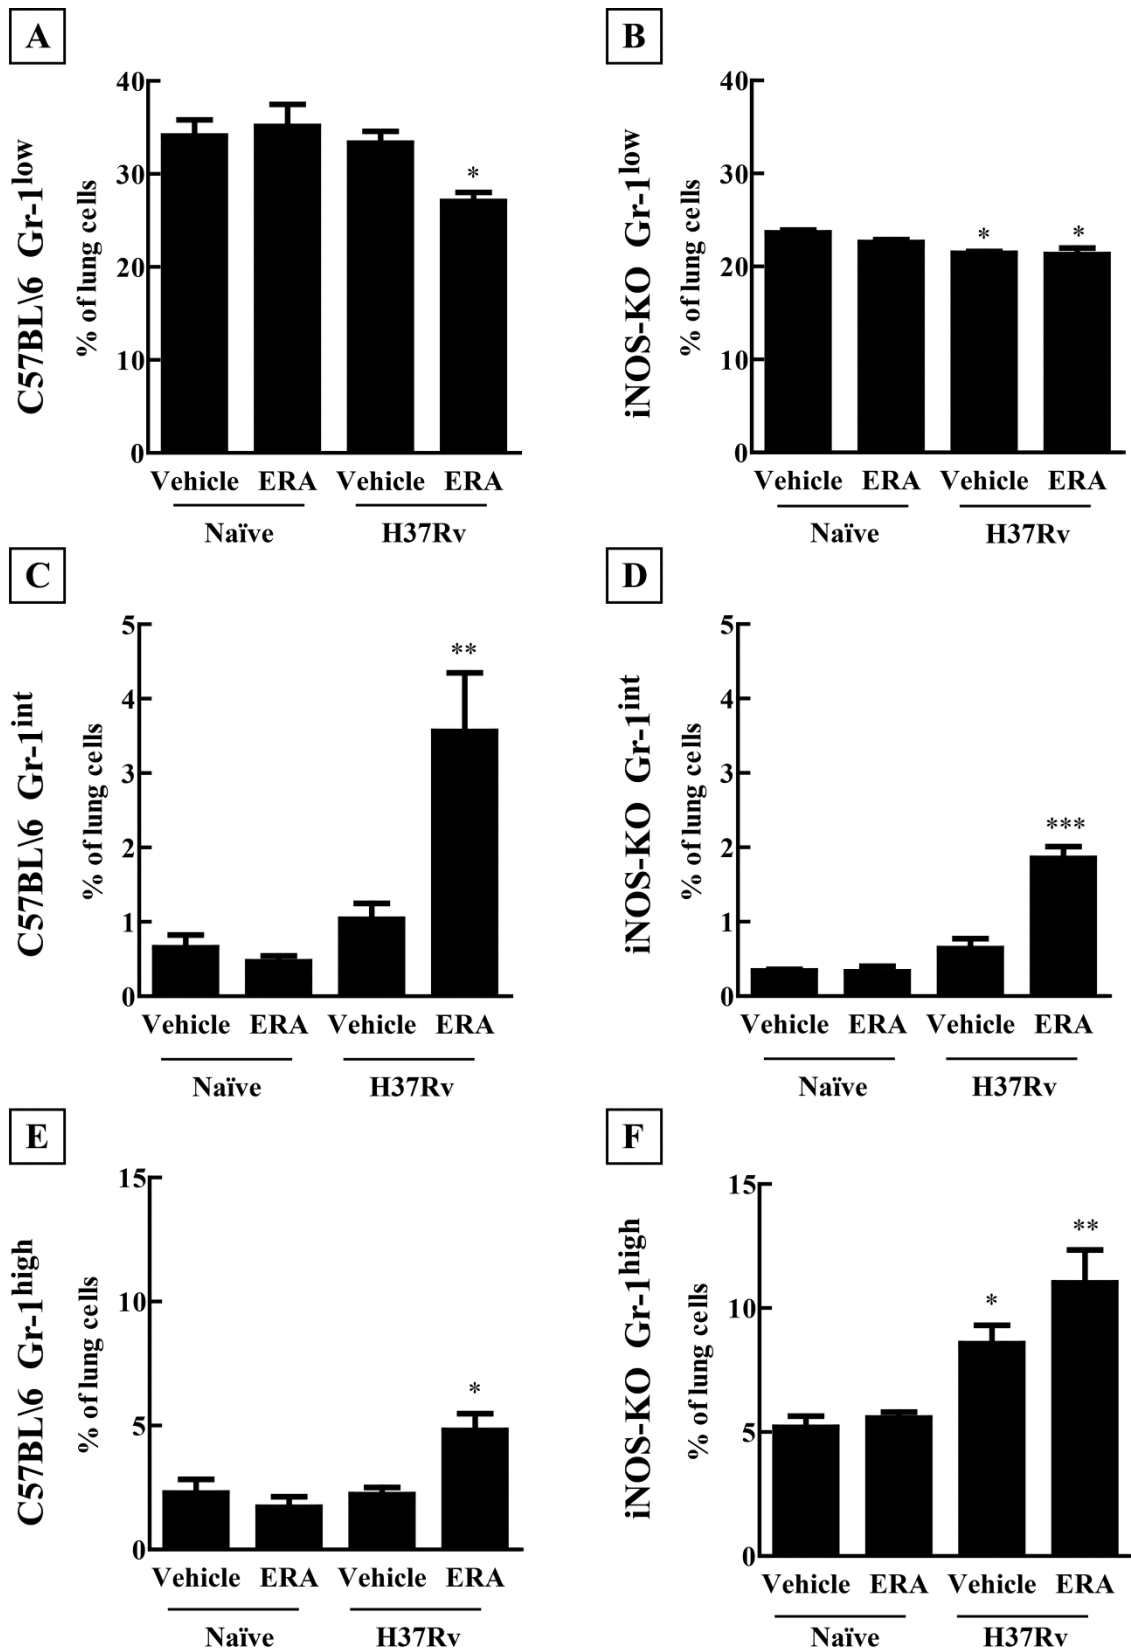 A
C57BL\6 Gr-1low
% of lung cells
40
30
20
10
0
*
Vehicle ERA Vehicle ERA
Naïve H37Rv
B
iNOS-KO Gr-1low
% of lung cells
40
30
20
10
0
* *
Vehicle ERA Vehicle ERA
Naïve H37Rv
C
C57BL\6 Gr-1int
% of lung cells
5
4
3
2
1
0
**
Vehicle ERA Vehicle ERA
Naïve H37Rv
D
iNOS-KO Gr-1int
% of lung cells
5
4
3
2
1
0
***
Vehicle ERA Vehicle ERA
Naïve H37Rv
E
C57BL\6 Gr-1high
% of lung cells
15
10
5
0
*
Vehicle ERA Vehicle ERA
Naïve H37Rv
F
iNOS-KO Gr-1high
% of lung cells
15
10
5
0
* **
Vehicle ERA Vehicle ERA
Naïve H37Rv